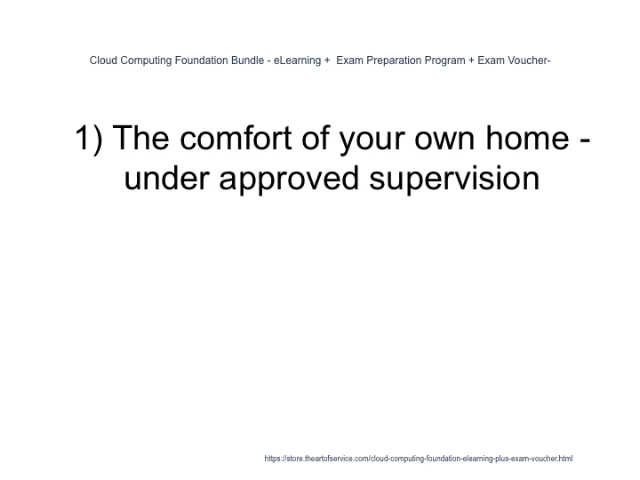 Cloud Computing Foundation Bundle - eLearning +  Exam Preparation Program + Exam Voucher-
1) The comfort of your own home -
under approved supervision
https://store.theartofservice.com/cloud-computing-foundation-elearning-plus-exam-voucher.html